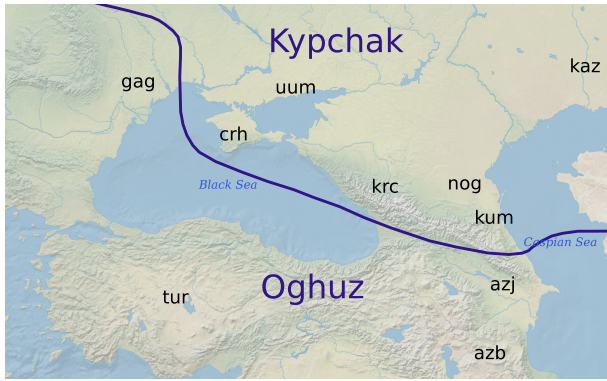 Kypchak
kaz
gag
uum
crh
Black Sea
krc
nog
kum
Caspian Sea
Oghuz
tur
azj
azb